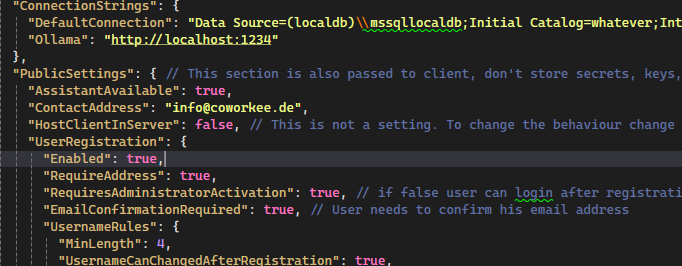 "ConnectionStrings": {
"DefaultConnection": "Data Source=(localdb)\\mssqllocaldb;Initial Catalog=whatever;Int
"Ollama": "http://localhost:1234"
},
"PublicSettings": { // This section is also passed to client, don't store secrets, keys,
"AssistantAvailable": true,
"ContactAddress": "info@coworkee.de",
"HostClientInServer": false, // This is not a setting. To change the behaviour change
"UserRegistration": {
"Enabled": true,
"RequireAddress": true,
"RequiresAdministratorActivation": true, // if false user can login after registrati
"EmailConfirmationRequired": true, // User needs to confirm his email address
"UsernameRules": {
"MinLength": 4,
"UsernameCanChangedAfterRegistration": true,